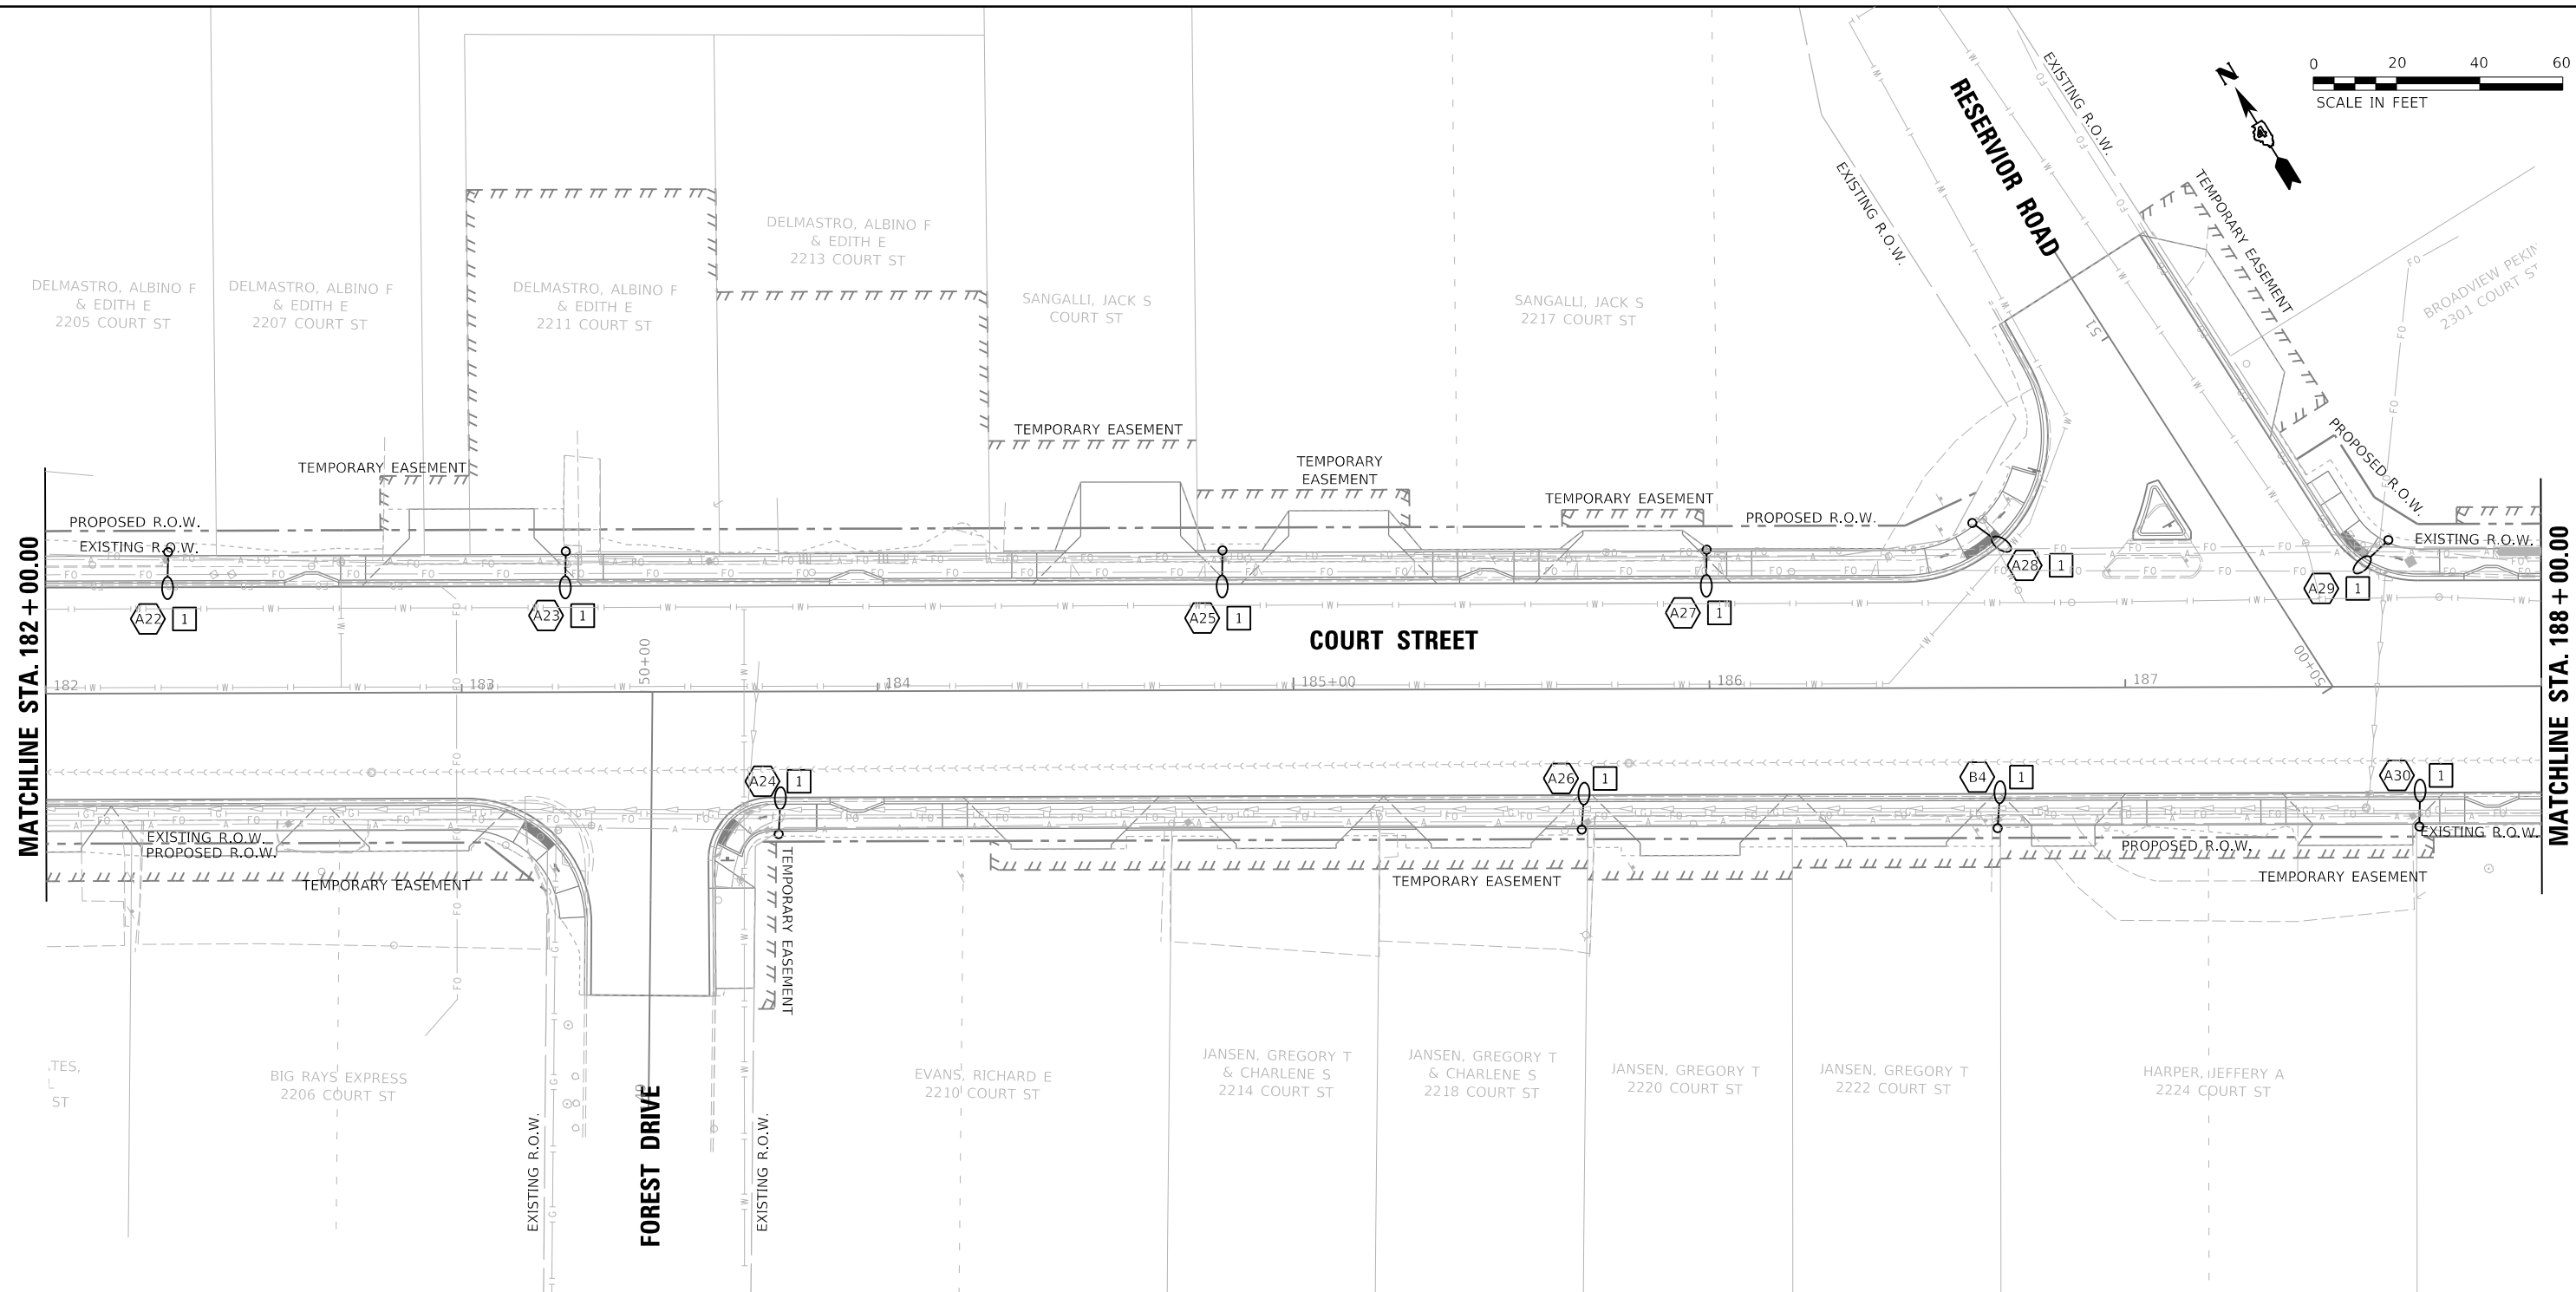 N
0 20 40 60
SCALE IN FEET
RESERVIOR ROAD
EXISTING R.O.W.
EXISTING R.O.W.
TEMPORARY EASEMENT
PROPOSED R.O.W.
51
50+00
DELMASTRO, ALBINO F
& EDITH E
2205 COURT ST
DELMASTRO, ALBINO F
& EDITH E
2207 COURT ST
DELMASTRO, ALBINO F
& EDITH E
2211 COURT ST
DELMASTRO, ALBINO F
& EDITH E
2213 COURT ST
SANGALLI, JACK S
COURT ST
SANGALLI, JACK S
2217 COURT ST
BROADVIEW PEKIN
2301 COURT ST
TEMPORARY EASEMENT
TEMPORARY EASEMENT
TEMPORARY
EASEMENT
TEMPORARY EASEMENT
PROPOSED R.O.W.
EXISTING R.O.W.
PROPOSED R.O.W.
EXISTING R.O.W.
A22 1
A23 1
A25 1
A27 1
A28 1
A29 1
MATCHLINE STA. 182+00.00
MATCHLINE STA. 188+00.00
COURT STREET
182
183
50+00
184
185+00
186
187
A24 1
A26 1
B4 1
A30 1
EXISTING R.O.W.
PROPOSED R.O.W.
TEMPORARY EASEMENT
TEMPORARY EASEMENT
TEMPORARY EASEMENT
PROPOSED R.O.W.
EXISTING R.O.W.
TEMPORARY EASEMENT
ST
BIG RAYS EXPRESS
2206 COURT ST
49
FOREST DRIVE
EXISTING R.O.W.
EXISTING R.O.W.
EVANS, RICHARD E
2210 COURT ST
JANSEN, GREGORY T
& CHARLENE S
2214 COURT ST
JANSEN, GREGORY T
& CHARLENE S
2218 COURT ST
JANSEN, GREGORY T
2220 COURT ST
JANSEN, GREGORY T
2222 COURT ST
HARPER, JEFFERY A
2224 COURT ST